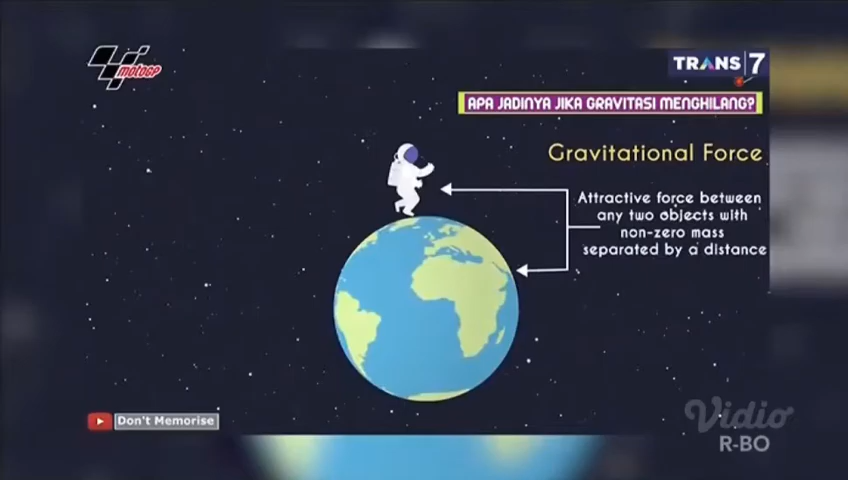 motoGP
TRANS 7
APA JADINYA JIKA GRAVITASI MENGHILANG?
Gravitational Force
Attractive force between
any two objects with
non-zero mass
separated by a distance
Don't Memorise
Vidio
R-BO